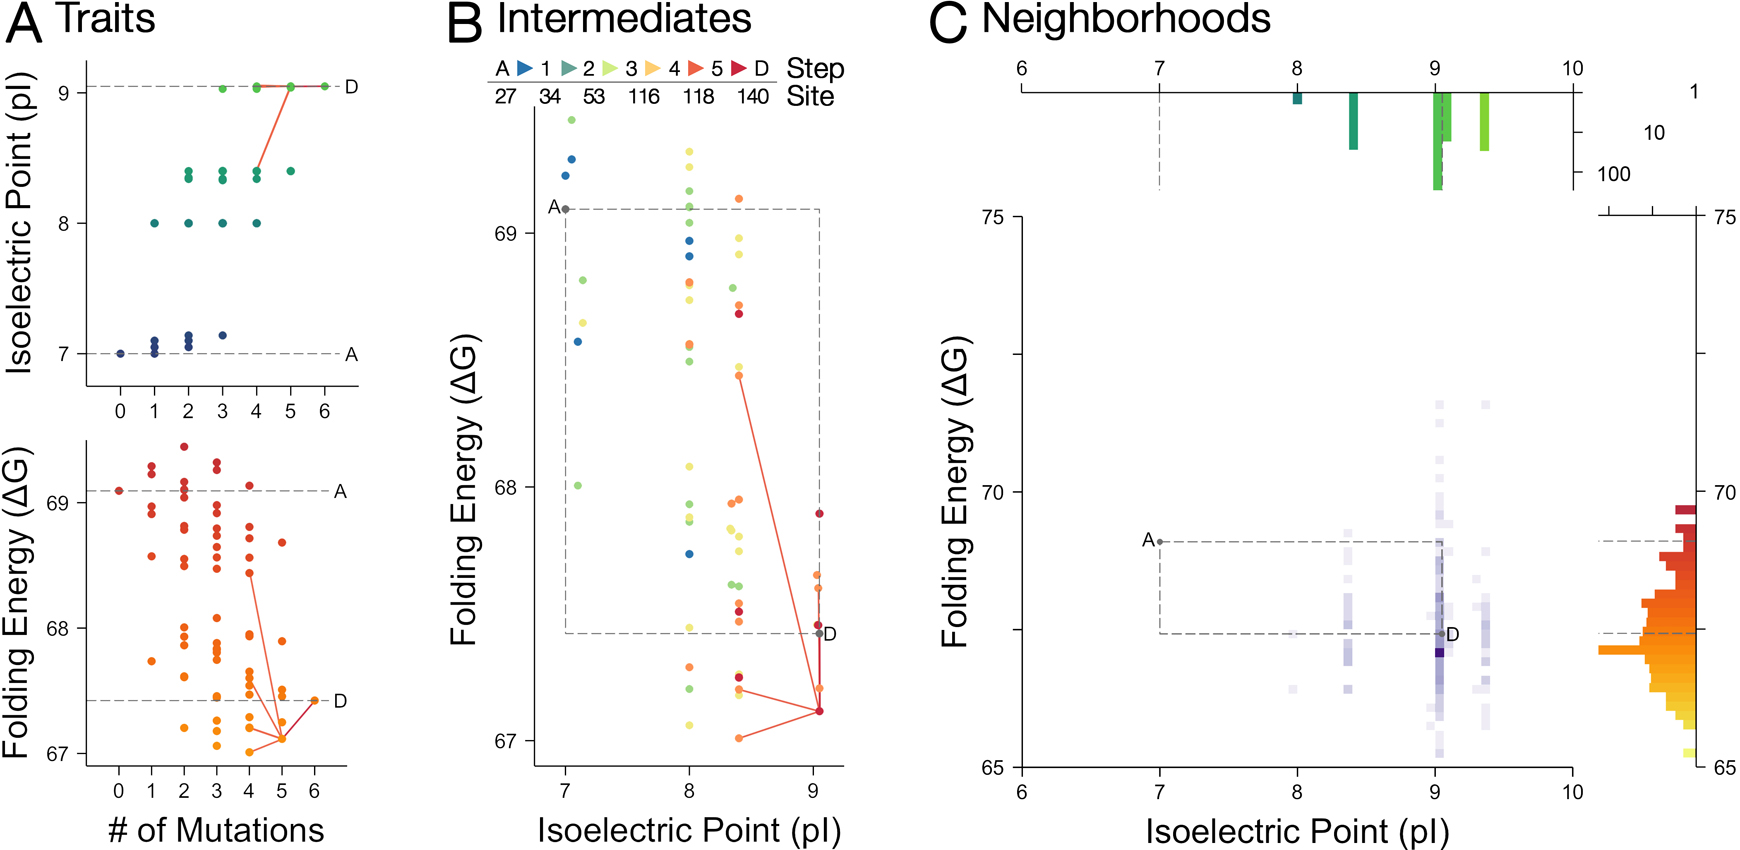 A Traits
Isoelectric Point (pI)
9
8
7
D
A
0 1 2 3 4 5 6
Folding Energy (ΔG)
69
68
67
A
D
0 1 2 3 4 5 6
# of Mutations
B Intermediates
A 1 2 3 4 5 D Step
27 34 53 116 118 140 Site
Folding Energy (ΔG)
69
68
67
A
D
7 8 9
Isoelectric Point (pI)
C Neighborhoods
6 7 8 9 10
1
10
100
75
70
65
75
70
65
Folding Energy (ΔG)
A
D
6 7 8 9 10
Isoelectric Point (pI)